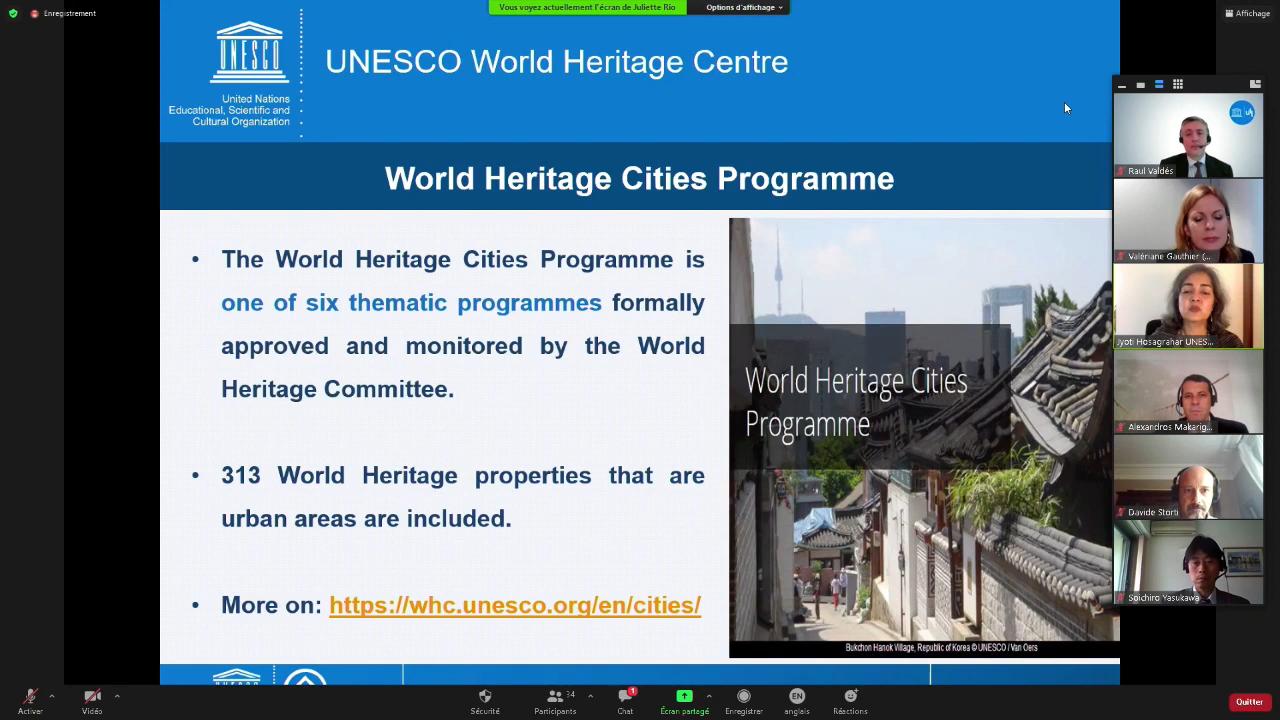 Enregistrement
Vous voyez actuellement l'écran de Juliette Rio
Options d'affichage
Affichage
UNESCO
United Nations
Educational, Scientific and
Cultural Organization
UNESCO World Heritage Centre
World Heritage Cities Programme
• The World Heritage Cities Programme is
one of six thematic programmes formally
approved and monitored by the World
Heritage Committee.
• 313 World Heritage properties that are
urban areas are included.
• More on: https://whc.unesco.org/en/cities/
World Heritage Cities
Programme
Bukchon Hanok Village, Republic of Korea © UNESCO / Van Oers
Raul Valdés
Valériane Gauthier (...
Jyoti Hosagrahar UNES...
Alexandros Makarig...
Davide Storti
Soichiro Yasukawa
Activer
Vidéo
Sécurité
Participants
34
Chat
1
Écran partagé
Enregistrer
EN
anglais
Réactions
Quitter